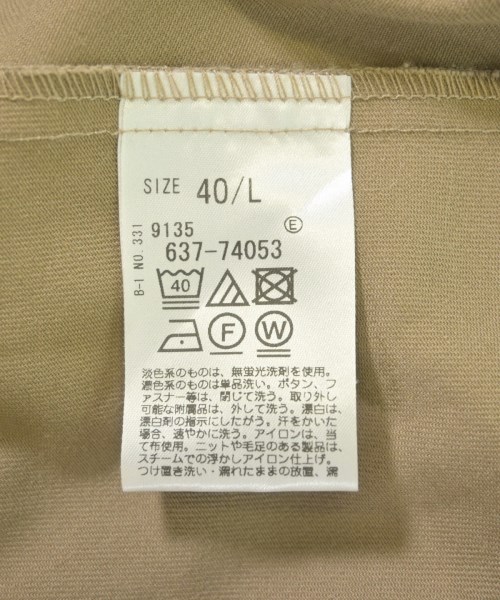 SIZE 40/L
B-I NO.331
9135
E
637-74053
40
F
W
淡色系のものは、無蛍光洗剤を使用。
濃色系のものは単品洗い。ボタン、フ
ァスナー等は、閉じて洗う。取り外し
可能な附属品は、外して洗う。漂白は、
漂白剤の指示にしたがう。汗をかいた
場合、速やかに洗う。アイロンは、当
て布使用。ニットや毛足のある製品は、
スチームでの浮かしアイロン仕上げ。
つけ置き洗い・濡れたままの放置、濡